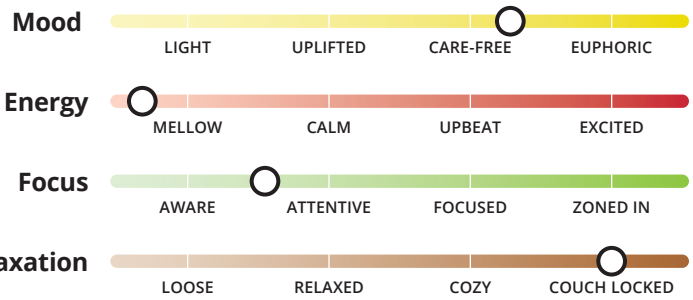 Mood
LIGHT UPLIFTED CARE-FREE EUPHORIC
Energy
MELLOW CALM UPBEAT EXCITED
Focus
AWARE ATTENTIVE FOCUSED ZONED IN
axation
LOOSE RELAXED COZY COUCH LOCKED